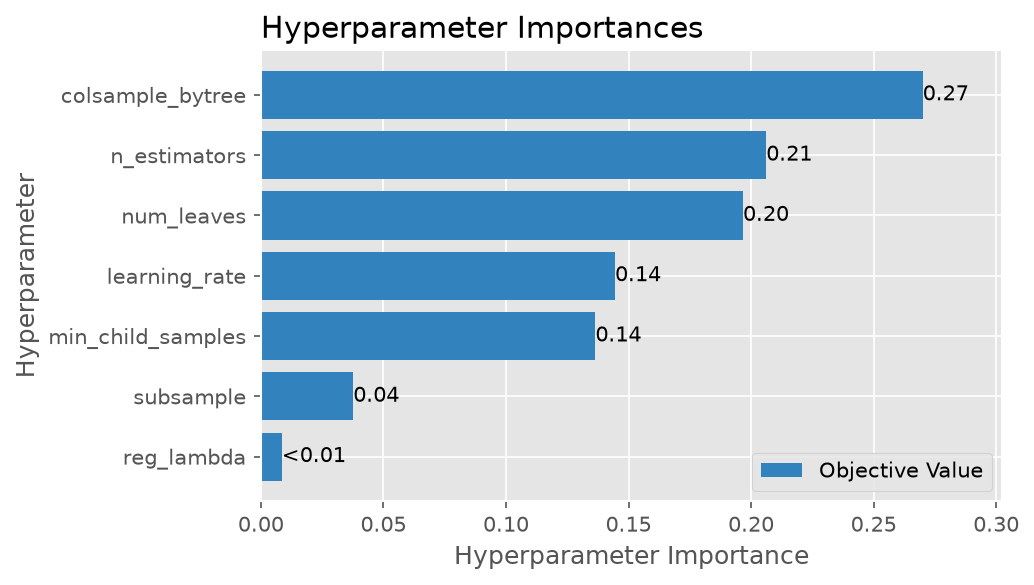 Hyperparameter Importances
Hyperparameter
colsample_bytree 0.27
n_estimators 0.21
num_leaves 0.20
learning_rate 0.14
min_child_samples 0.14
subsample 0.04
reg_lambda <0.01
Objective Value
0.00 0.05 0.10 0.15 0.20 0.25 0.30
Hyperparameter Importance